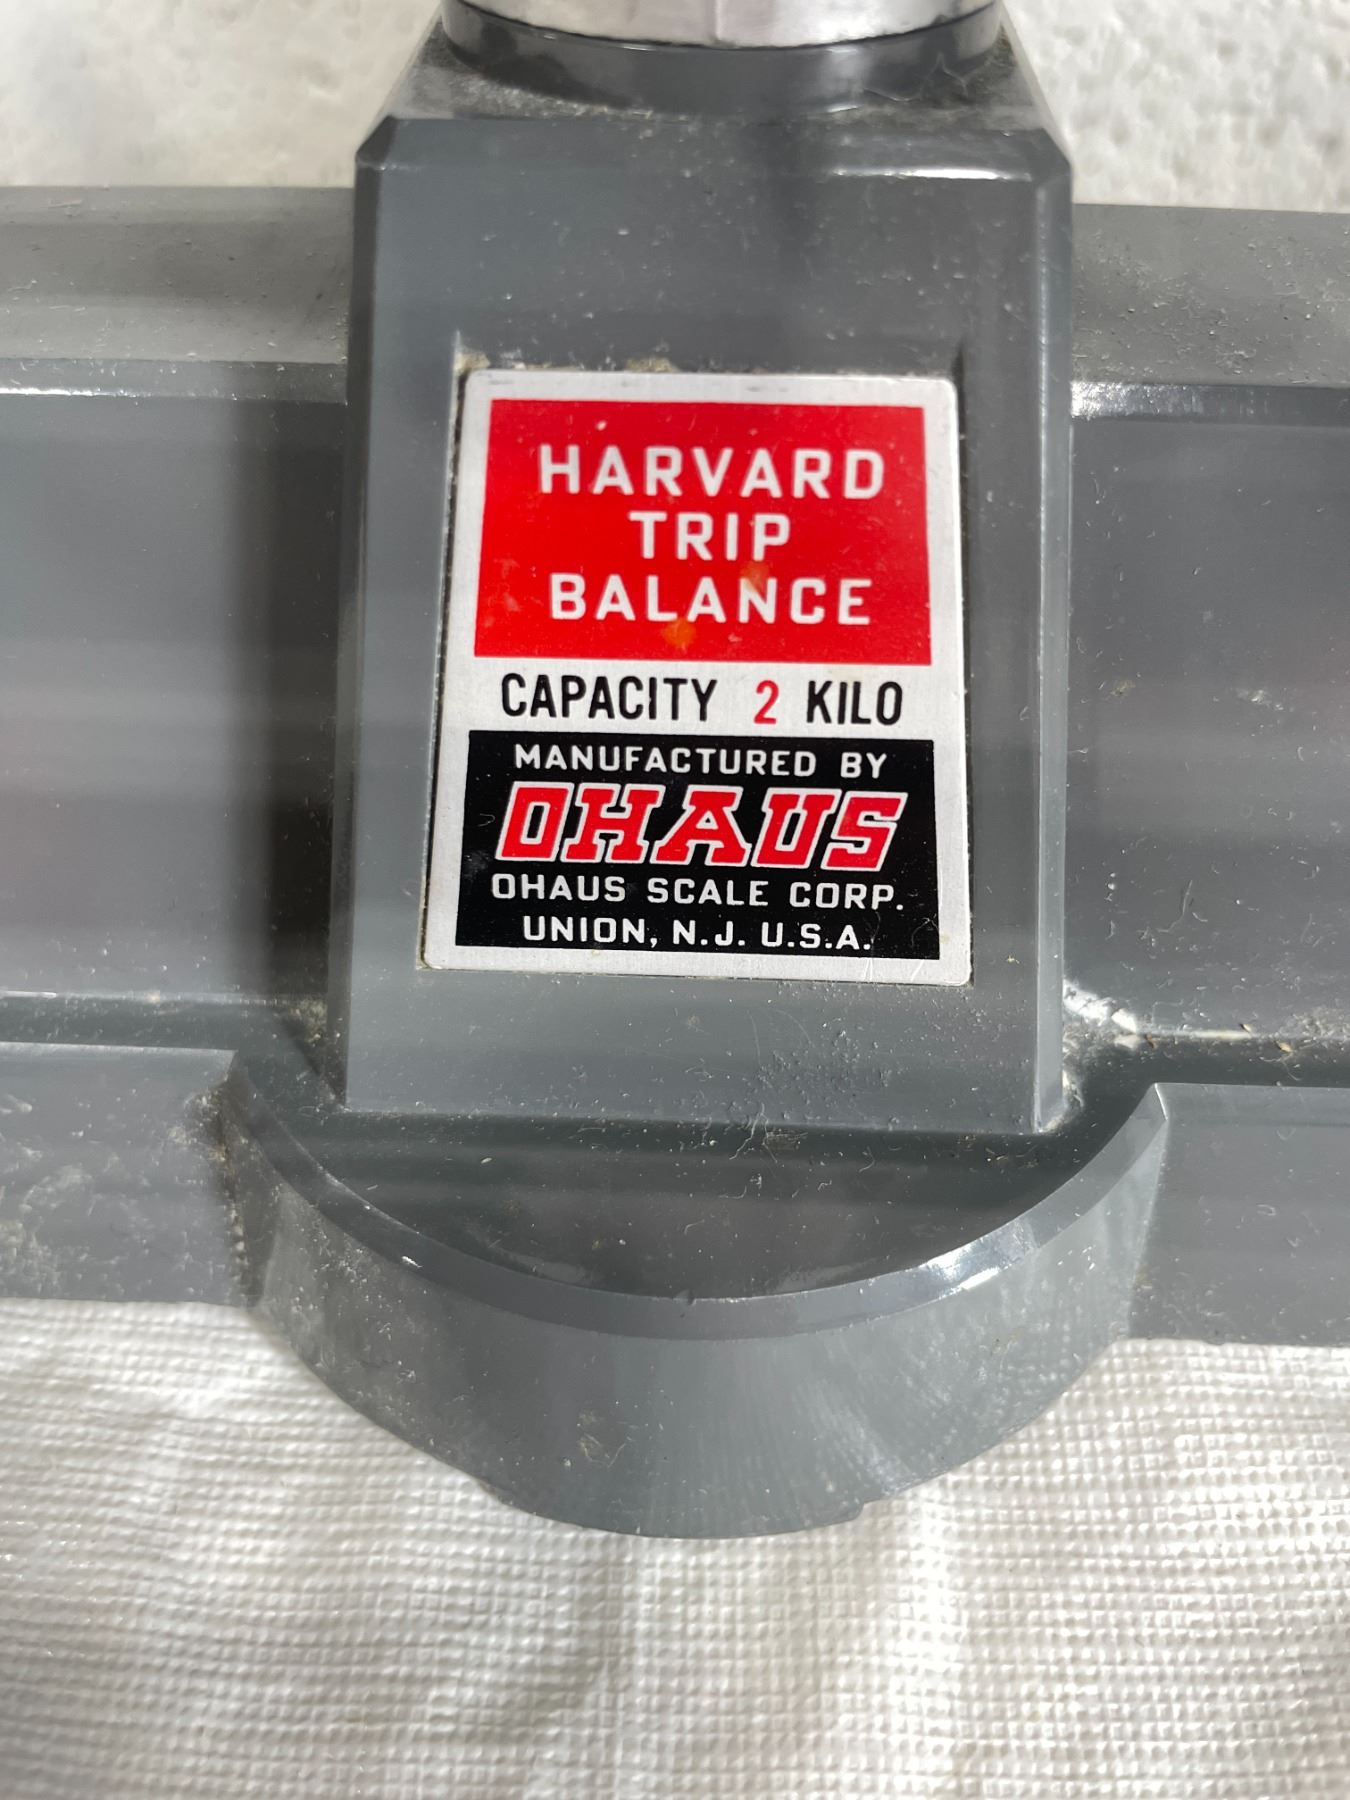 HARVARD
TRIP
BALANCE
CAPACITY 2 KILO
MANUFACTURED BY
OHAUS
OHAUS SCALE CORP.
UNION, N.J. U.S.A.